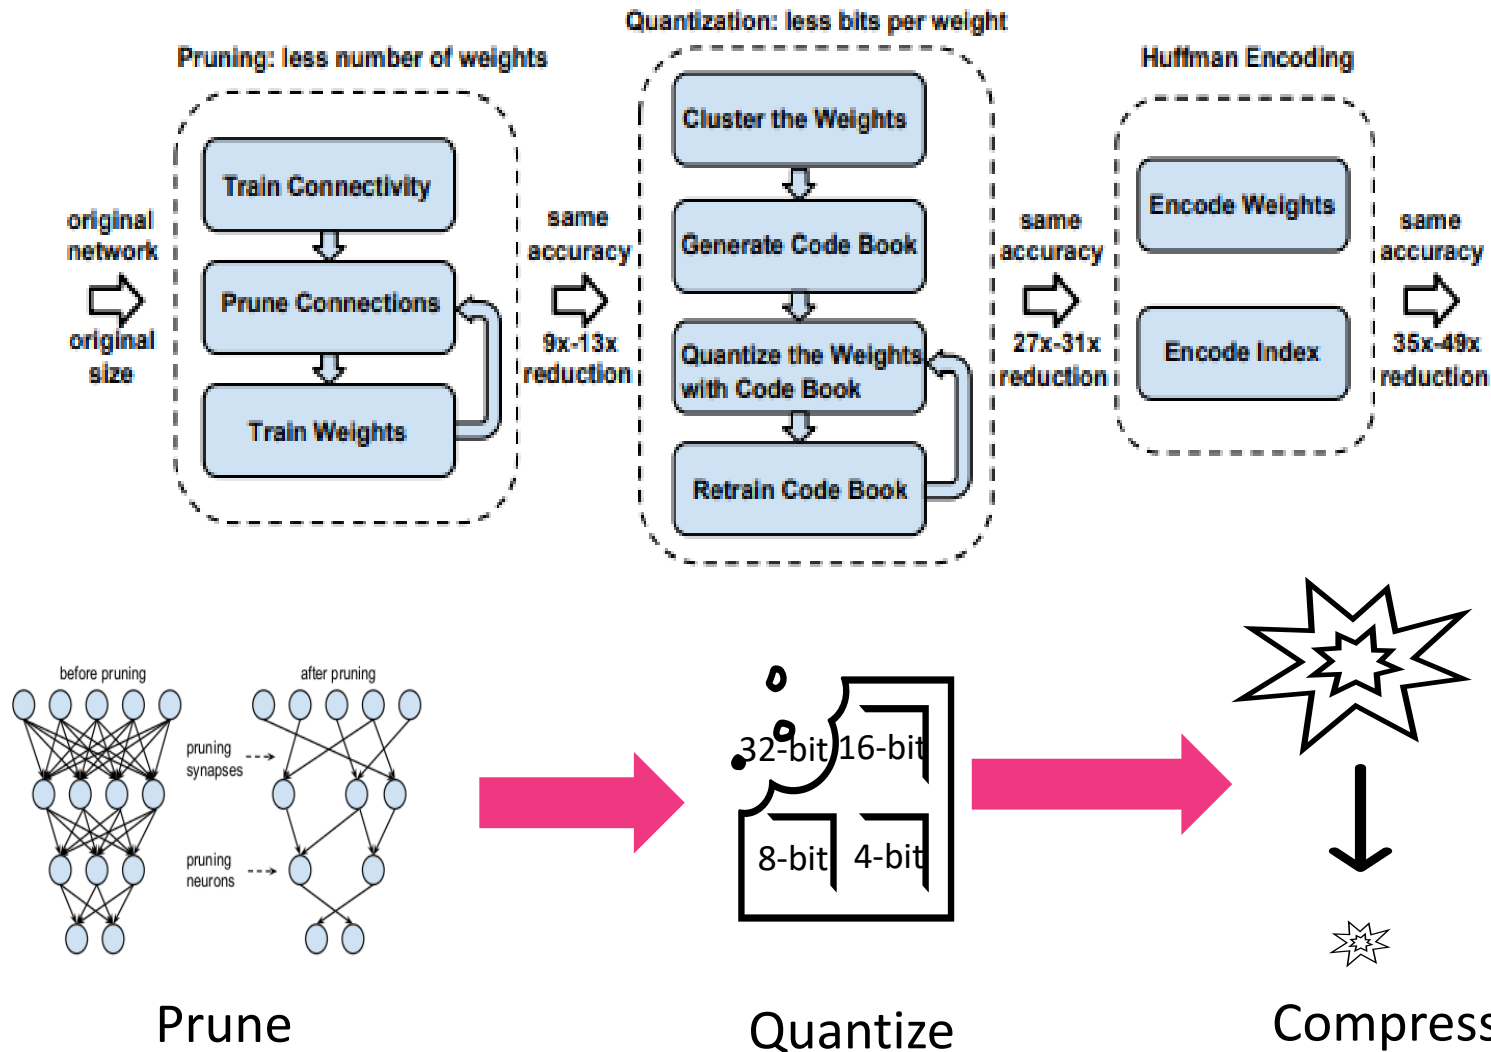 Quantization: less bits per weight
Pruning: less number of weights
Huffman Encoding
original
network
original
size
Train Connectivity
Prune Connections
Train Weights
same
accuracy
9x-13x
reduction
Cluster the Weights
Generate Code Book
Quantize the Weights
with Code Book
Retrain Code Book
same
accuracy
27x-31x
reduction
Encode Weights
Encode Index
same
accuracy
35x-49x
reduction
before pruning
after pruning
pruning
synapses
pruning
neurons
32-bit
16-bit
8-bit
4-bit
Prune
Quantize
Compress